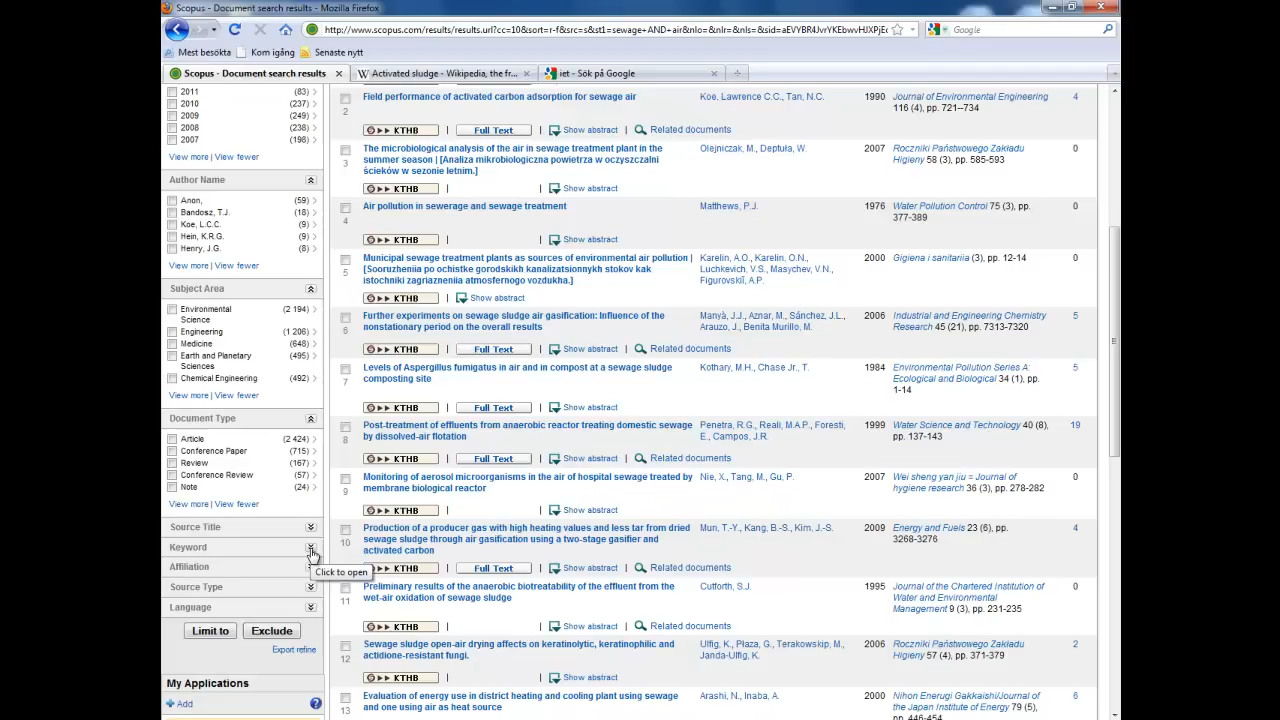 Scopus - Document search results - Mozilla Firefox
http://www.scopus.com/results/results.url?cc=10&sort=r-f&src=s&st1=sewage+AND+air&nlo=&nlr=&nls=&sid=
Google
Mest besökta Kom igång Senaste nytt
Scopus - Document search results
Activated sludge - Wikipedia, the fr...
iet - Sök på Google
2011 (83)
2010 (237)
2009 (249)
2008 (238)
2007 (198)
View more | View fewer
Author Name
Anon, (59)
Bandosz, T.J. (18)
Koe, L.C.C. (9)
Hein, K.R.G. (9)
Henry, J.G. (8)
View more | View fewer
Subject Area
Environmental (2 194)
Science
Engineering (1 206)
Medicine (648)
Earth and Planetary (495)
Sciences
Chemical Engineering (492)
View more | View fewer
Document Type
Article (2 424)
Conference Paper (715)
Review (167)
Conference Review (57)
Note (24)
View more | View fewer
Source Title
Keyword
Affiliation
Click to open
Source Type
Language
Limit to Exclude
Export refine
My Applications
Add ?
2 Field performance of activated carbon adsorption for sewage air
Koe, Lawrence C.C., Tan, N.C.
1990
Journal of Environmental Engineering
116 (4), pp. 721--734
4
KTHB | Full Text | Show abstract | Related documents
3 The microbiological analysis of the air in sewage treatment plant in the
summer season | [Analiza mikrobiologiczna powietrza w oczyszczalni
ścieków w sezonie letnim.]
Olejniczak, M., Deptuła, W.
2007
Roczniki Państwowego Zakładu
Higieny 58 (3), pp. 585-593
0
KTHB | | Show abstract
4 Air pollution in sewerage and sewage treatment
Matthews, P.J.
1976
Water Pollution Control 75 (3), pp.
377-389
0
KTHB | | Show abstract
5 Municipal sewage treatment plants as sources of environmental air pollution |
[Sooruzheniia po ochistke gorodskikh kanalizatsionnykh stokov kak
istochniki zagriazneniia atmosfernogo vozdukha.]
Karelin, A.O., Karelin, O.N.,
Luchkevich, V.S., Masychev, V.N.,
Figurovskiĭ, A.P.
2000
Gigiena i sanitariia (3), pp. 12-14
0
KTHB | Show abstract
6 Further experiments on sewage sludge air gasification: Influence of the
nonstationary period on the overall results
Manyà, J.J., Aznar, M., Sánchez, J.L.,
Arauzo, J., Benita Murillo, M.
2006
Industrial and Engineering Chemistry
Research 45 (21), pp. 7313-7320
5
KTHB | Full Text | Show abstract | Related documents
7 Levels of Aspergillus fumigatus in air and in compost at a sewage sludge
composting site
Kothary, M.H., Chase Jr., T.
1984
Environmental Pollution Series A:
Ecological and Biological 34 (1), pp.
1-14
5
KTHB | Full Text | Show abstract
8 Post-treatment of effluents from anaerobic reactor treating domestic sewage
by dissolved-air flotation
Penetra, R.G., Reali, M.A.P., Foresti,
E., Campos, J.R.
1999
Water Science and Technology 40 (8),
pp. 137-143
19
KTHB | Full Text | Show abstract | Related documents
9 Monitoring of aerosol microorganisms in the air of hospital sewage treated by
membrane biological reactor
Nie, X., Tang, M., Gu, P.
2007
Wei sheng yan jiu = Journal of
hygiene research 36 (3), pp. 278-282
0
KTHB | | Show abstract
10 Production of a producer gas with high heating values and less tar from dried
sewage sludge through air gasification using a two-stage gasifier and
activated carbon
Mun, T.-Y., Kang, B.-S., Kim, J.-S.
2009
Energy and Fuels 23 (6), pp.
3268-3276
4
KTHB | Full Text | Show abstract | Related documents
11 Preliminary results of the anaerobic biotreatability of the effluent from the
wet-air oxidation of sewage sludge
Cutforth, S.J.
1995
Journal of the Chartered Institution of
Water and Environmental
Management 9 (3), pp. 231-235
0
KTHB | | Show abstract | Related documents
12 Sewage sludge open-air drying affects on keratinolytic, keratinophilic and
actidione-resistant fungi.
Ulfig, K., Płaza, G., Terakowskip, M.,
Janda-Ulfig, K.
2006
Roczniki Państwowego Zakładu
Higieny 57 (4), pp. 371-379
2
KTHB | | Show abstract
13 Evaluation of energy use in district heating and cooling plant using sewage
and one using air as heat source
Arashi, N., Inaba, A.
2000
Nihon Enerugi Gakkaishi/Journal of
the Japan Institute of Energy 79 (5),
pp. 446-454
6